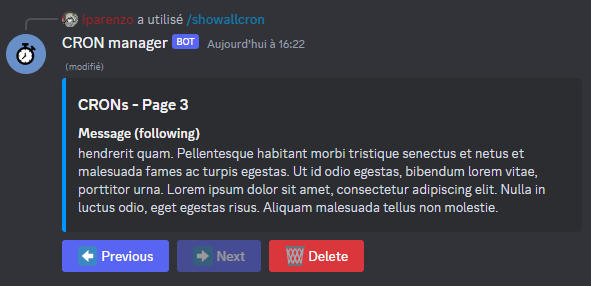 iparenzo a utilisé /showallcron
CRON manager BOT Aujourd'hui à 16:22
(modifié)
CRONs - Page 3
Message (following)
hendrerit quam. Pellentesque habitant morbi tristique senectus et netus et
malesuada fames ac turpis egestas. Ut id odio egestas, bibendum lorem vitae,
porttitor urna. Lorem ipsum dolor sit amet, consectetur adipiscing elit. Nulla in
luctus odio, eget egestas risus. Aliquam malesuada tellus non molestie.
Previous Next Delete